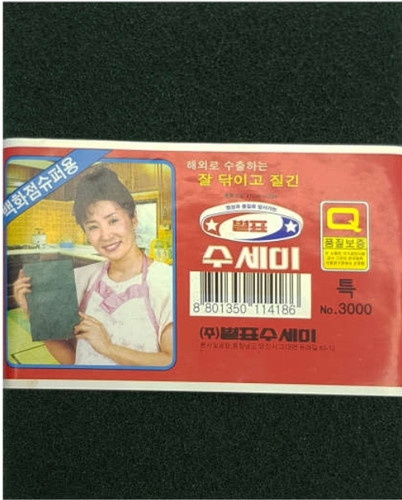 백화점슈퍼용
해외로 수출하는
잘 닦이고 질긴
별표
수세미
Q
품질보증
특
No.3000
8 801350 114186
(주)별표수세미